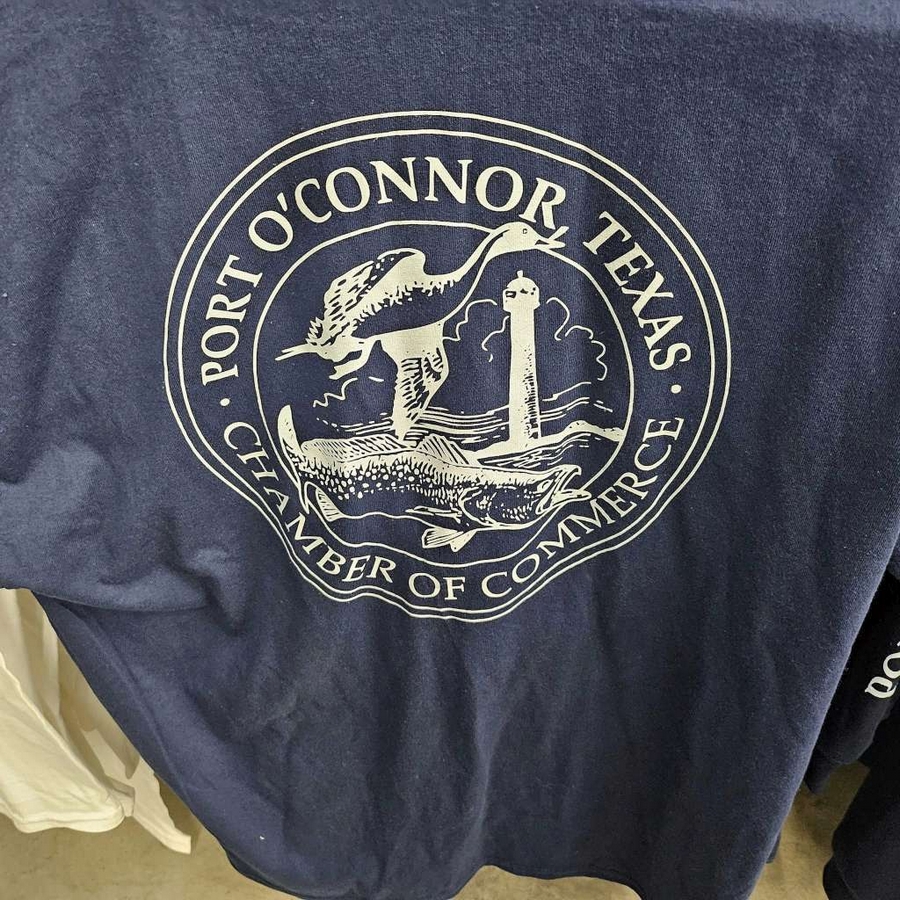 PORT O'CONNOR TEXAS
· CHAMBER OF COMMERCE ·